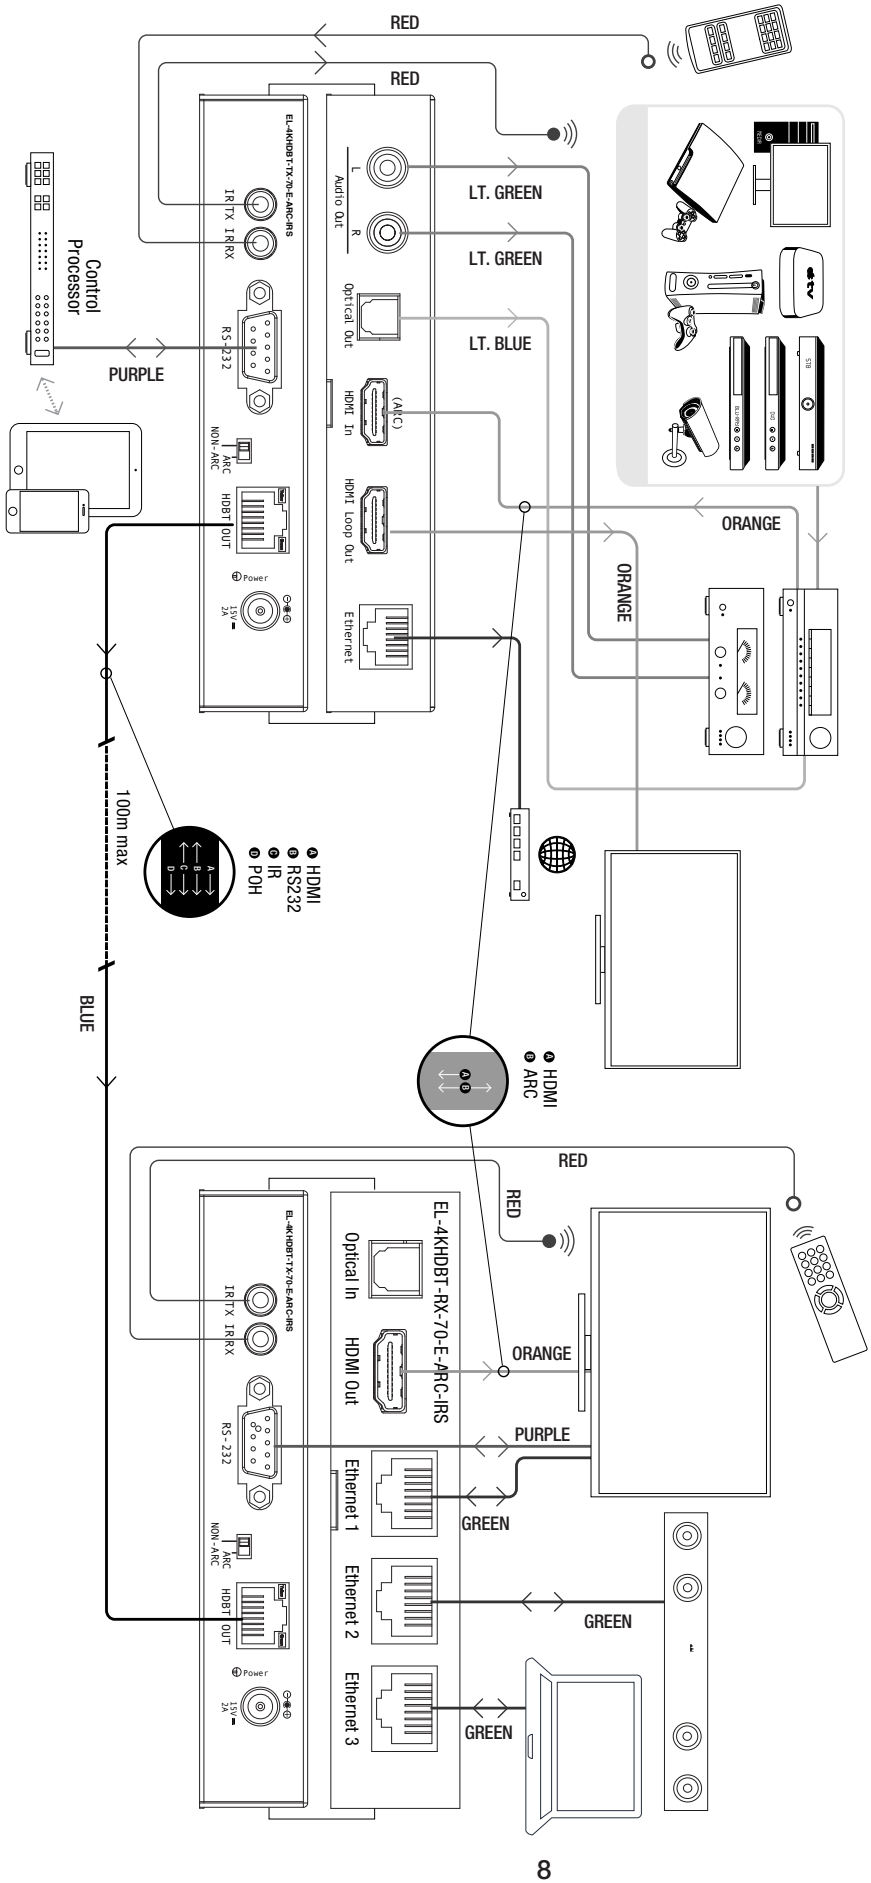 RED
RED
EL-4KHDBT-TX-70-E-ARC-IRS
IR TX
IR RX
RS-232
NON-ARC
ARC
HDBT OUT
Power
15V
2A
L
Audio Out
R
Optical Out
(ARC)
HDMI In
HDMI Loop Out
Ethernet
LT. GREEN
LT. GREEN
LT. BLUE
ORANGE
ORANGE
Control
Processor
PURPLE
tv
BLU-RAY
DVD
STB
100m max
BLUE
A HDMI
B RS232
C IR
D POH
A
B
C
D
A HDMI
B ARC
A
B
RED
RED
EL-4KHDBT-RX-70-E-ARC-IRS
Optical In
HDMI Out
Ethernet 1
Ethernet 2
Ethernet 3
ORANGE
PURPLE
GREEN
GREEN
GREEN
EL-4KHDBT-TX-70-E-ARC-IRS
IR TX
IR RX
RS-232
NON-ARC
ARC
HDBT OUT
Power
15V
2A
8